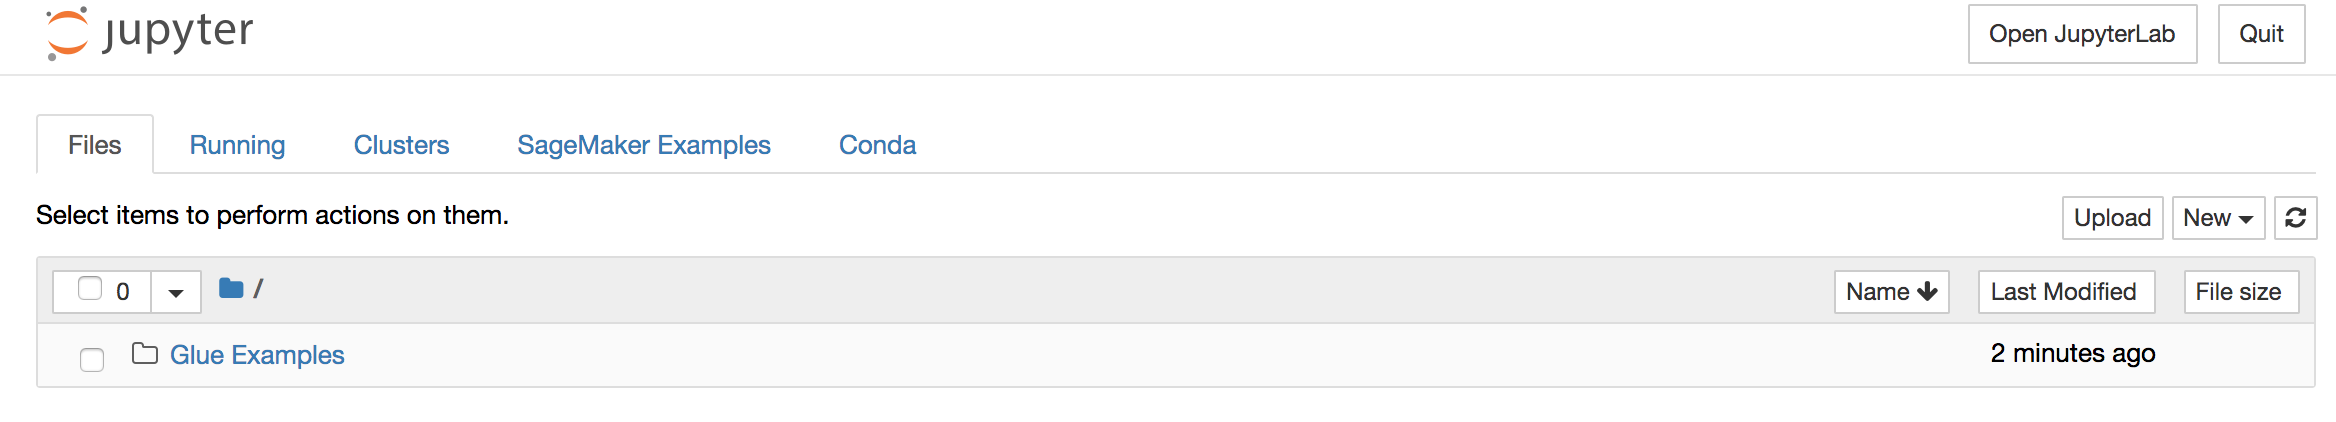 jupyter
Open JupyterLab
Quit
Files
Running
Clusters
SageMaker Examples
Conda
Select items to perform actions on them.
Upload
New
0
/
Name
Last Modified
File size
Glue Examples
2 minutes ago